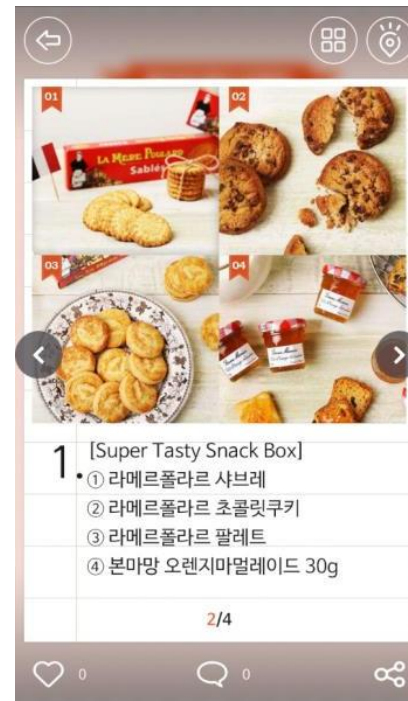 01
02
LA MERE POULARD
Sablés
03
04
Bonne Maman
1.
[Super Tasty Snack Box]
① 라메르폴라르 샤브레
② 라메르폴라르 초콜릿쿠키
③ 라메르폴라르 팔레트
④ 본마망 오렌지마멀레이드 30g
2/4
0
0